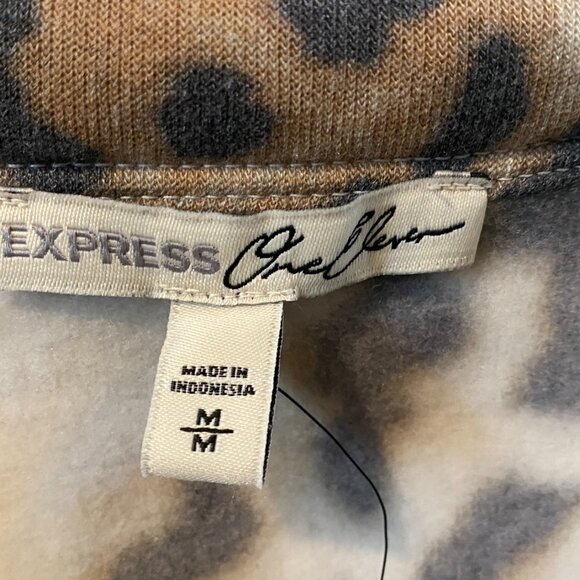 EXPRESS One Eleven
MADE IN
INDONESIA
M
M